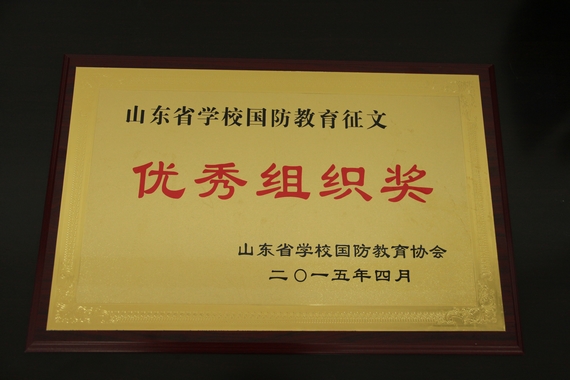 山东省学校国防教育征文
优秀组织奖
山东省学校国防教育协会
二〇一五年四月